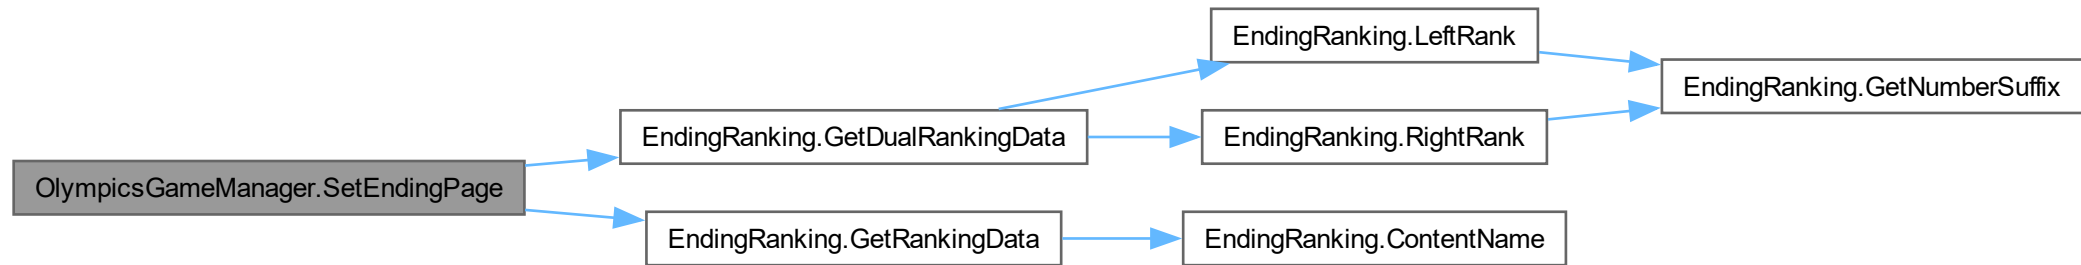 OlympicsGameManager.SetEndingPage
EndingRanking.GetDualRankingData
EndingRanking.LeftRank
EndingRanking.GetNumberSuffix
EndingRanking.RightRank
EndingRanking.GetRankingData
EndingRanking.ContentName